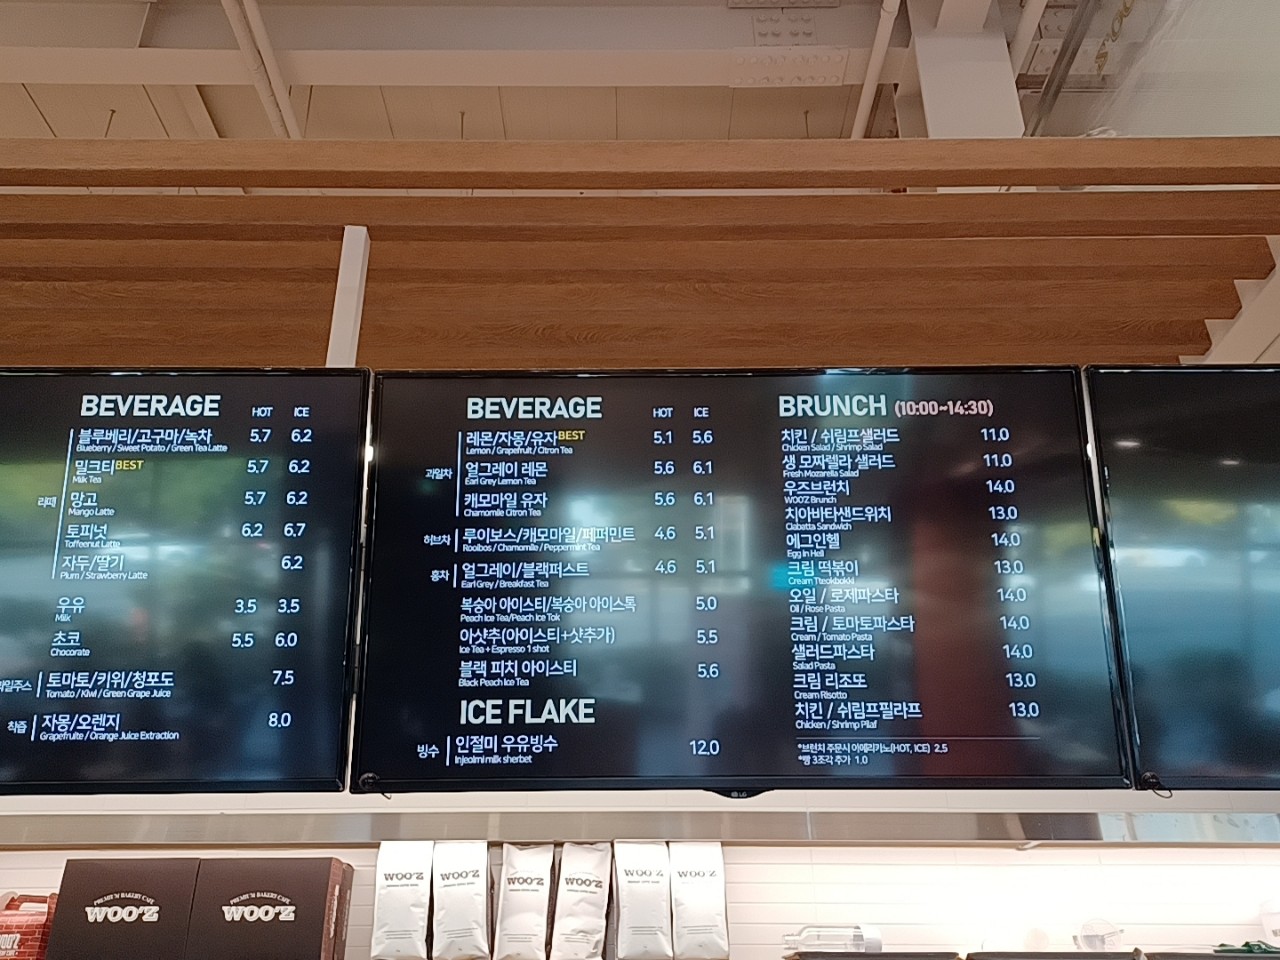 BEVERAGE HOT ICE
블루베리/고구마/녹차 5.7 6.2
Blueberry / Sweet Potato / Green Tea Latte
밀크티BEST 5.7 6.2
Milk Tea
라떼
망고 5.7 6.2
Mango Latte
토피넛 6.2 6.7
Toffeenut Latte
자두/딸기 6.2
Plum / Strawberry Latte
우유 3.5 3.5
Milk
초코 5.5 6.0
Chocorate
과일주스 토마토/키위/청포도 7.5
Tomato / Kiwi / Green Grape Juice
착즙 자몽/오렌지 8.0
Grapefruite / Orange Juice Extraction
BEVERAGE HOT ICE
레몬/자몽/유자BEST 5.1 5.6
Lemon / Grapefruit / Citron Tea
과일차 얼그레이 레몬 5.6 6.1
Earl Grey Lemon Tea
캐모마일 유자 5.6 6.1
Chamomile Citron Tea
허브차 루이보스/캐모마일/페퍼민트 4.6 5.1
Rooibos / Chamomile / Peppermint Tea
홍차 얼그레이/블랙퍼스트 4.6 5.1
Earl Grey / Breakfast Tea
복숭아 아이스티/복숭아 아이스톡 5.0
Peach Ice Tea/Peach Ice Tok
아샷추(아이스티+샷추가) 5.5
Ice Tea + Espresso 1 shot
블랙 피치 아이스티 5.6
Black Peach Ice Tea
ICE FLAKE
빙수 인절미 우유빙수 12.0
Injeolmi milk sherbet
BRUNCH (10:00~14:30)
치킨 / 쉬림프샐러드 11.0
Chicken Salad / Shrimp Salad
생 모짜렐라 샐러드 11.0
Fresh Mozarella Salad
우즈브런치 14.0
WOO'Z Brunch
치아바타샌드위치 13.0
Ciabatta Sandwich
에그인헬 14.0
Egg in Hell
크림 떡볶이 13.0
Cream Tteokbokki
오일 / 로제파스타 14.0
Oil / Rose Pasta
크림 / 토마토파스타 14.0
Cream / Tomato Pasta
샐러드파스타 14.0
Salad Pasta
크림 리조또 13.0
Cream Risotto
치킨 / 쉬림프필라프 13.0
Chicken / Shrimp Pilaf
*브런치 주문시 아메리카노(HOT, ICE) 2.5
*빵 3조각 추가 1.0
LG
PREMIUM BAKERY CAFE
WOO'Z
PREMIUM BAKERY CAFE
WOO'Z
WOO'Z
WOO'Z
WOO'Z
WOO'Z
WOO'Z
WOO'Z